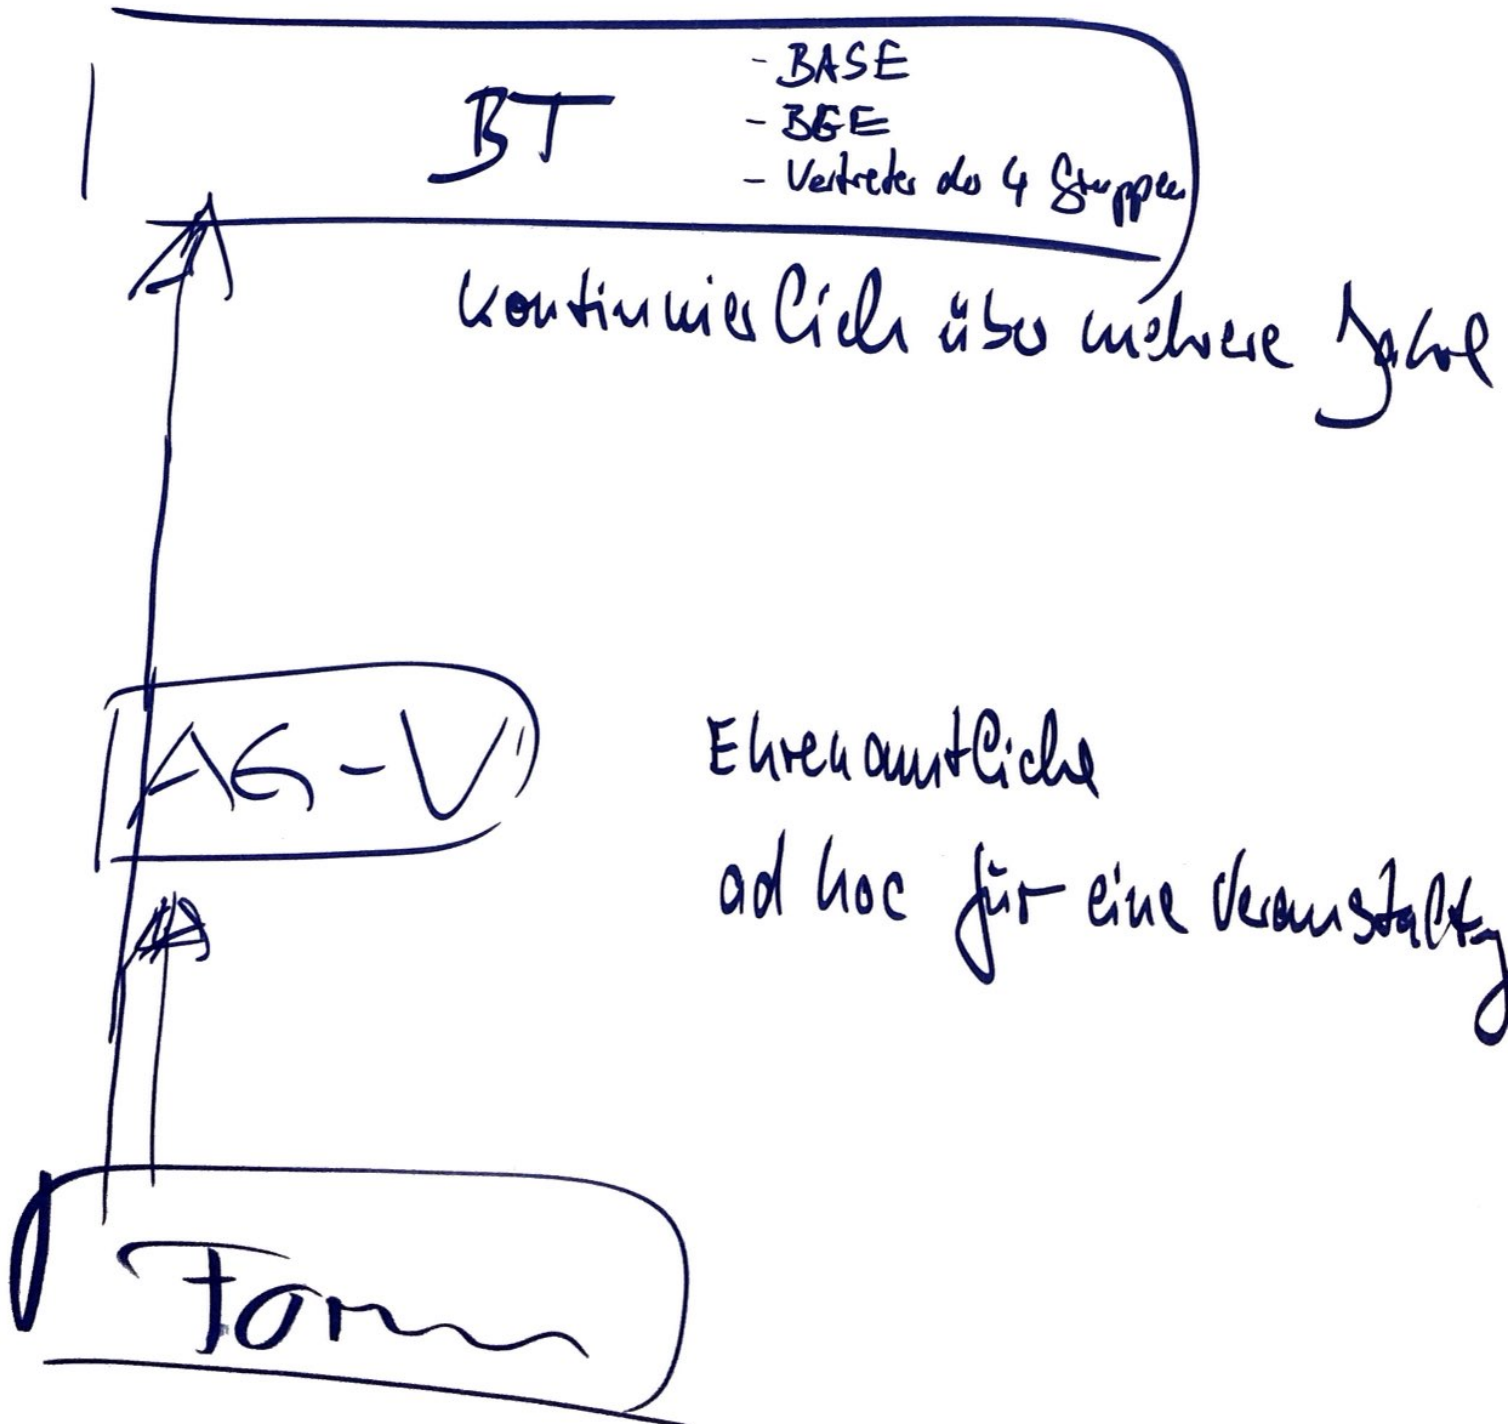 BT
- BASE
- BGE
- Vertreter der 4 Gruppen
kontinuierlich über mehrere Jahre
AG-V
Ehrenamtliche
ad hoc für eine Veranstaltung
Forum